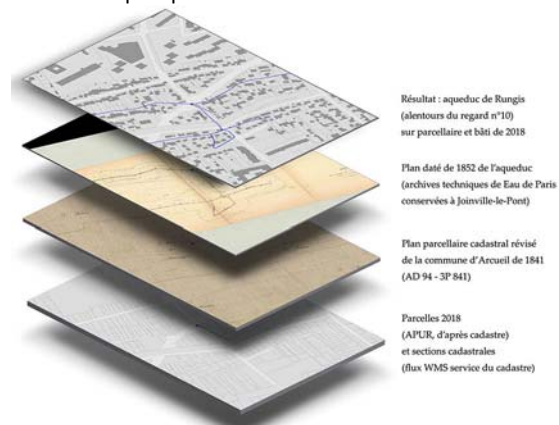 Résultat : aqueduc de Rungis
(alentours du regard n°10)
sur parcellaire et bâti de 2018
Plan daté de 1852 de l'aqueduc
(archives techniques de Eau de Paris
conservées à Joinville-le-Pont)
Plan parcellaire cadastral révisé
de la commune d'Arcueil de 1841
(AD 94 - 3P 841)
Parcelles 2018
(APUR, d'après cadastre)
et sections cadastrales
(flux WMS service du cadastre)